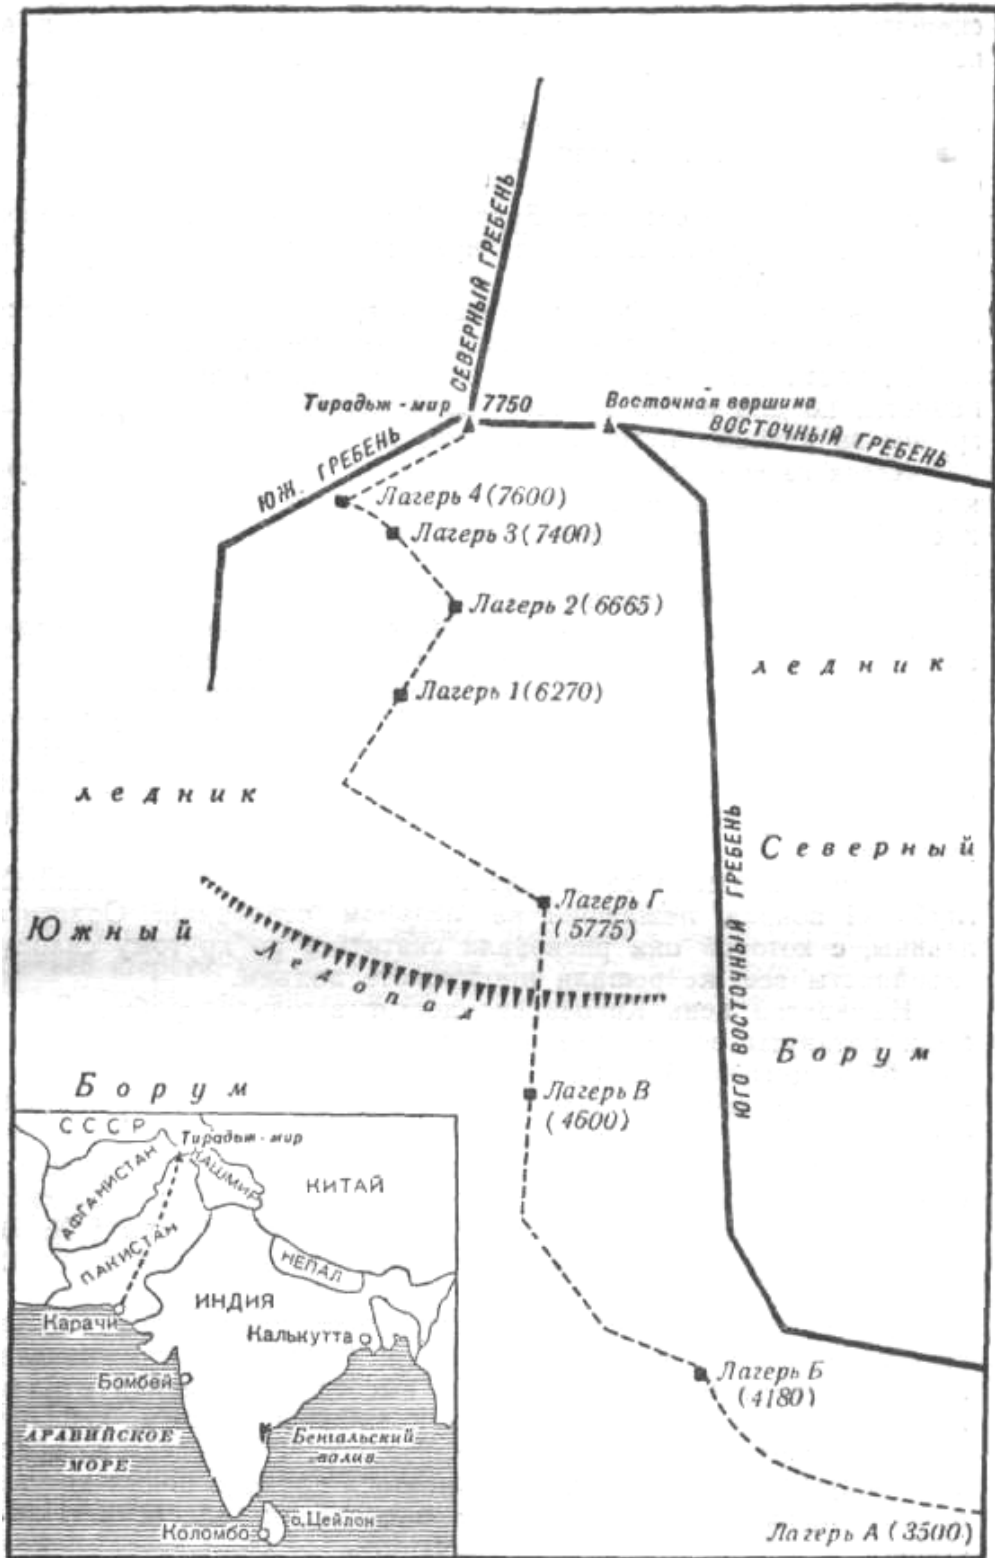 СЕВЕРНЫЙ ГРЕБЕНЬ
Тирадьж-мир
7750
Восточная вершина
ВОСТОЧНЫЙ ГРЕБЕНЬ
ЮЖ. ГРЕБЕНЬ
Лагерь 4 (7600)
Лагерь 3 (7400)
Лагерь 2 (6665)
ледник
Лагерь 1 (6270)
ледник
Северный
ЮГО ВОСТОЧНЫЙ ГРЕБЕНЬ
Лагерь Г
(5775)
Южный
Ледопад
Борум
Лагерь В
(4600)
Борум
СССР
Тирадьж-мир
АФГАНИСТАН
КАШМИР
КИТАЙ
ПАКИСТАН
НЕПАЛ
ИНДИЯ
Карачи
Калькутта
Бомбей
Лагерь Б
(4180)
АРАВИЙСКОЕ
МОРЕ
Бенгальский
залив
Коломбо
о. Цейлон
Лагерь А (3500)